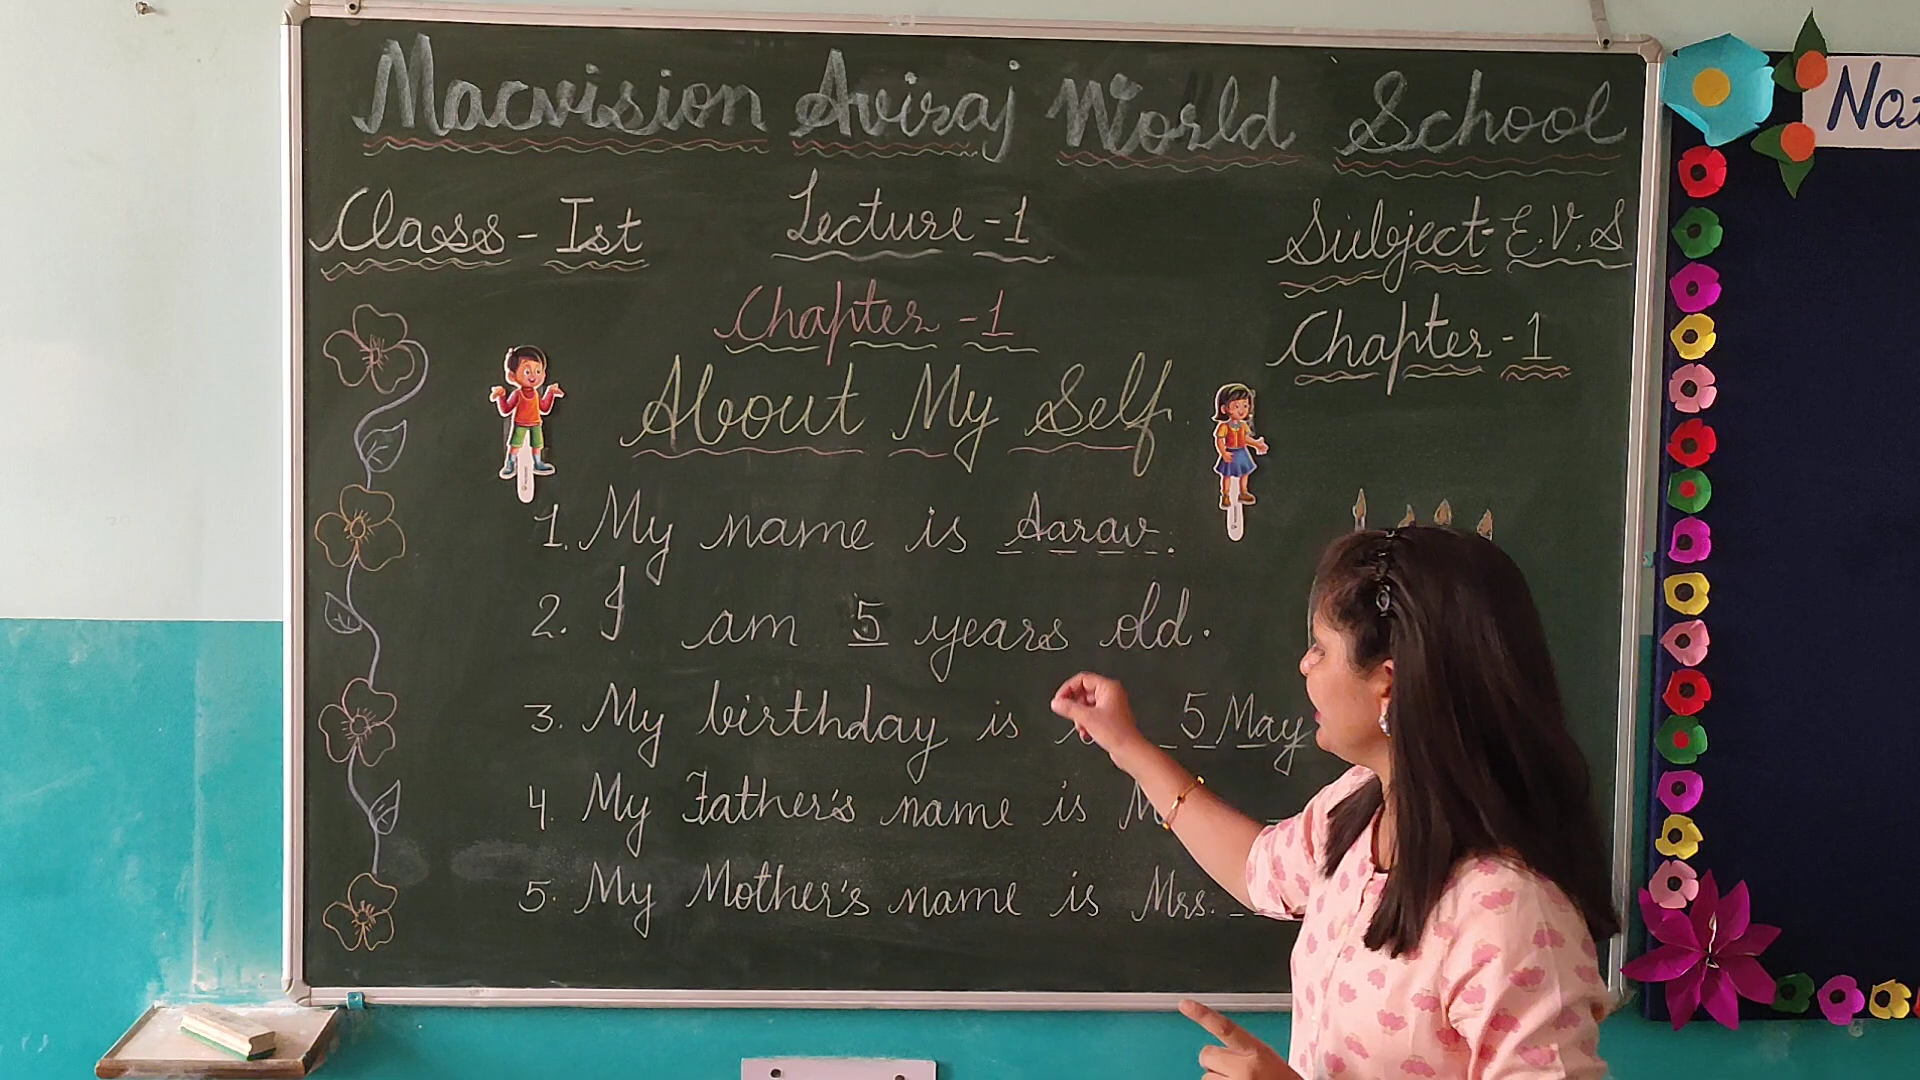 Macvision Aviraj World School
Class - Ist
Lecture - 1
Subject - E.V.S
Chapter - 1
Chapter - 1
About My Self
1. My name is Aarav.
2. I am 5 years old.
3. My birthday is 5 May
4. My Father's name is
5. My Mother's name is Mrs.